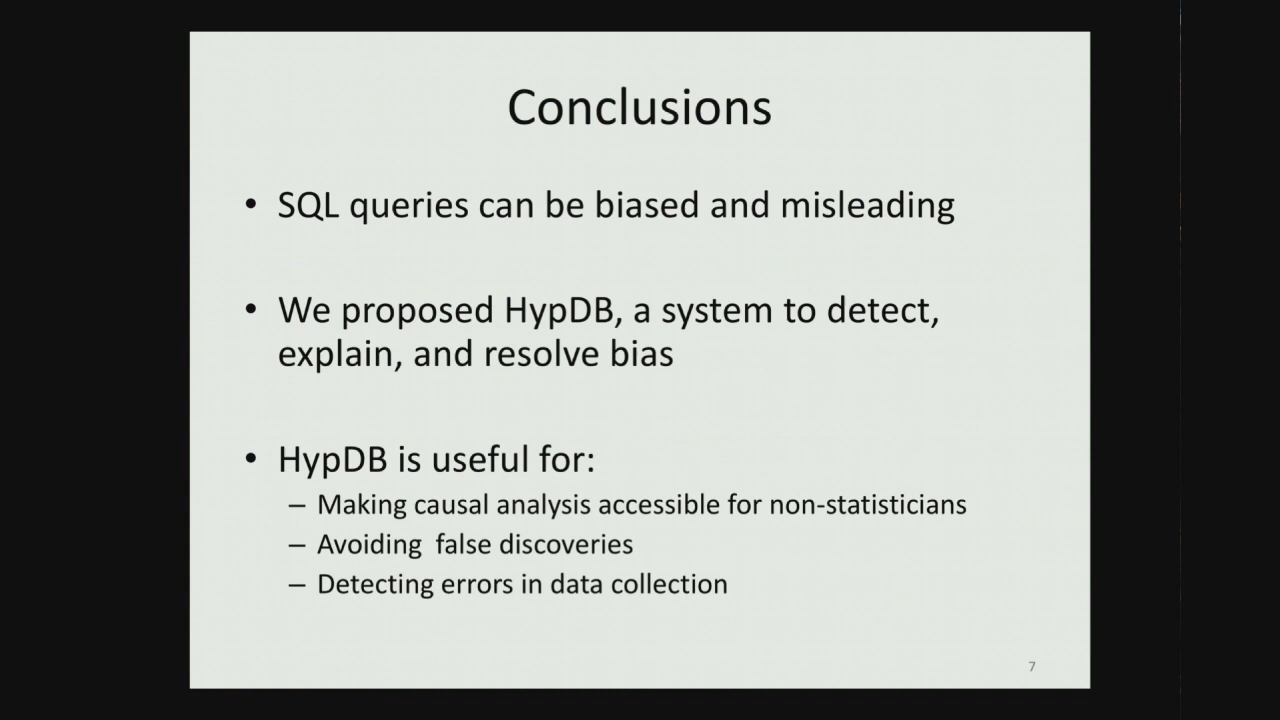 Conclusions
• SQL queries can be biased and misleading
• We proposed HypDB, a system to detect,
explain, and resolve bias
• HypDB is useful for:
– Making causal analysis accessible for non-statisticians
– Avoiding  false discoveries
– Detecting errors in data collection
7